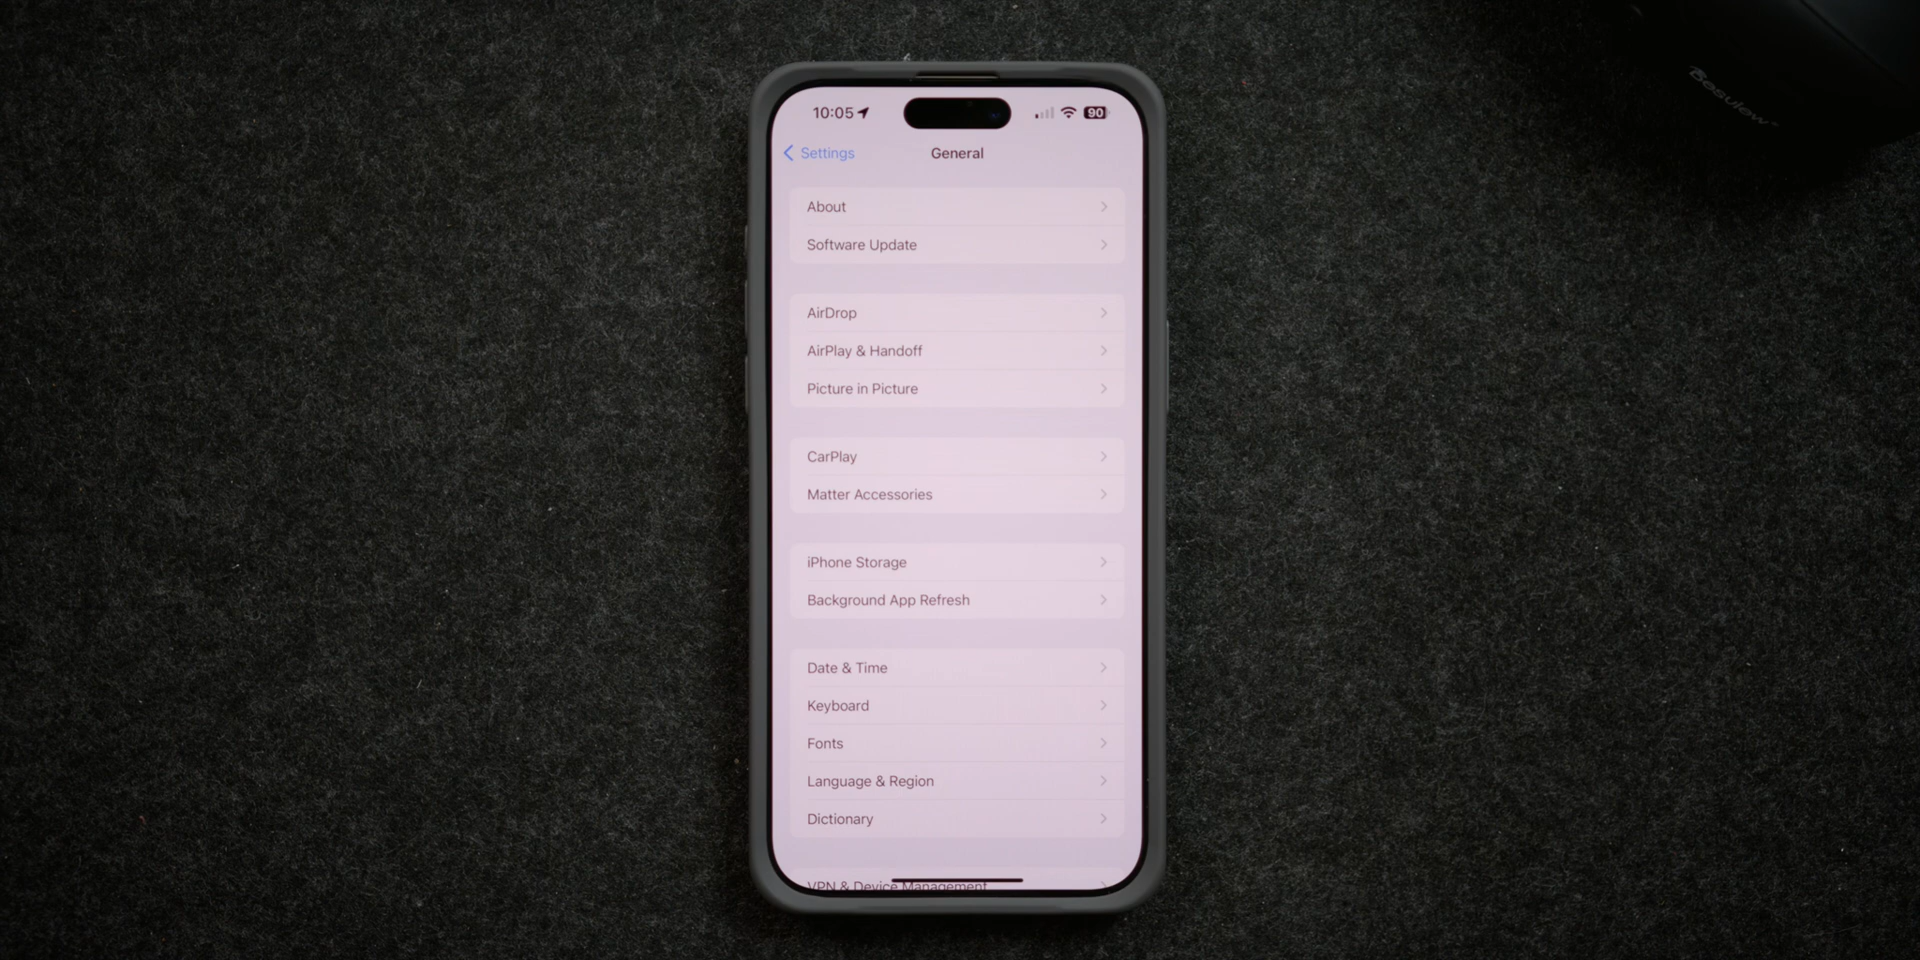 10:05
90
Settings
General
About
Software Update
AirDrop
AirPlay & Handoff
Picture in Picture
CarPlay
Matter Accessories
iPhone Storage
Background App Refresh
Date & Time
Keyboard
Fonts
Language & Region
Dictionary
VPN & Device Management